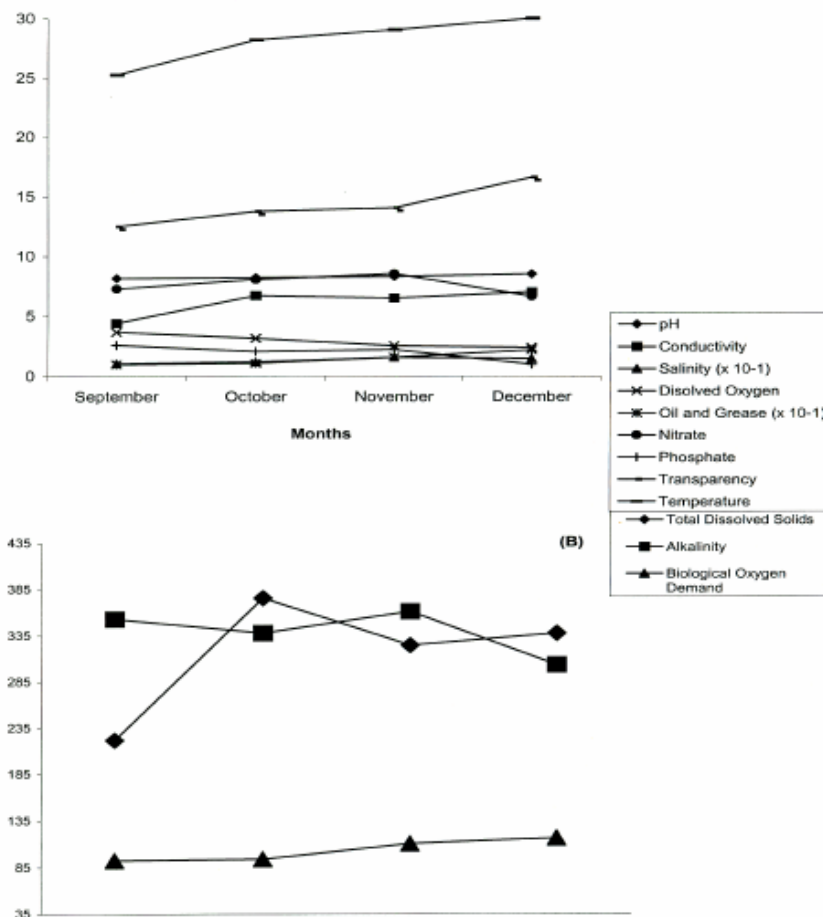 30
25
20
15
10
5
0
September October November December
Months
pH
Conductivity
Salinity (x 10-1)
Disolved Oxygen
Oil and Grease (x 10-1)
Nitrate
Phosphate
Transparency
Temperature
Total Dissolved Solids
Alkalinity
Biological Oxygen
Demand
(B)
435
385
335
285
235
185
135
85
35